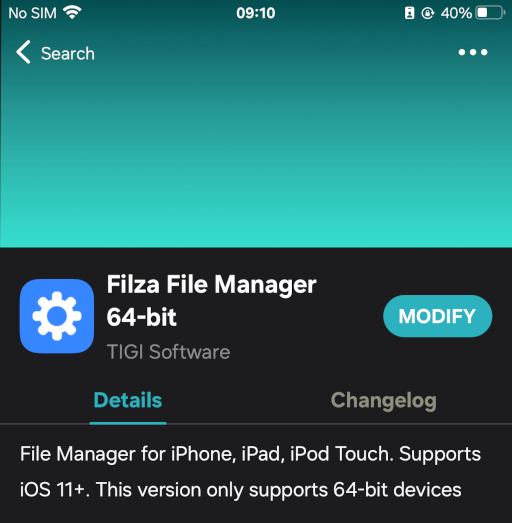 No SIM 09:10 40%
Search
Filza File Manager
64-bit
MODIFY
TIGI Software
Details Changelog
File Manager for iPhone, iPad, iPod Touch. Supports
iOS 11+. This version only supports 64-bit devices